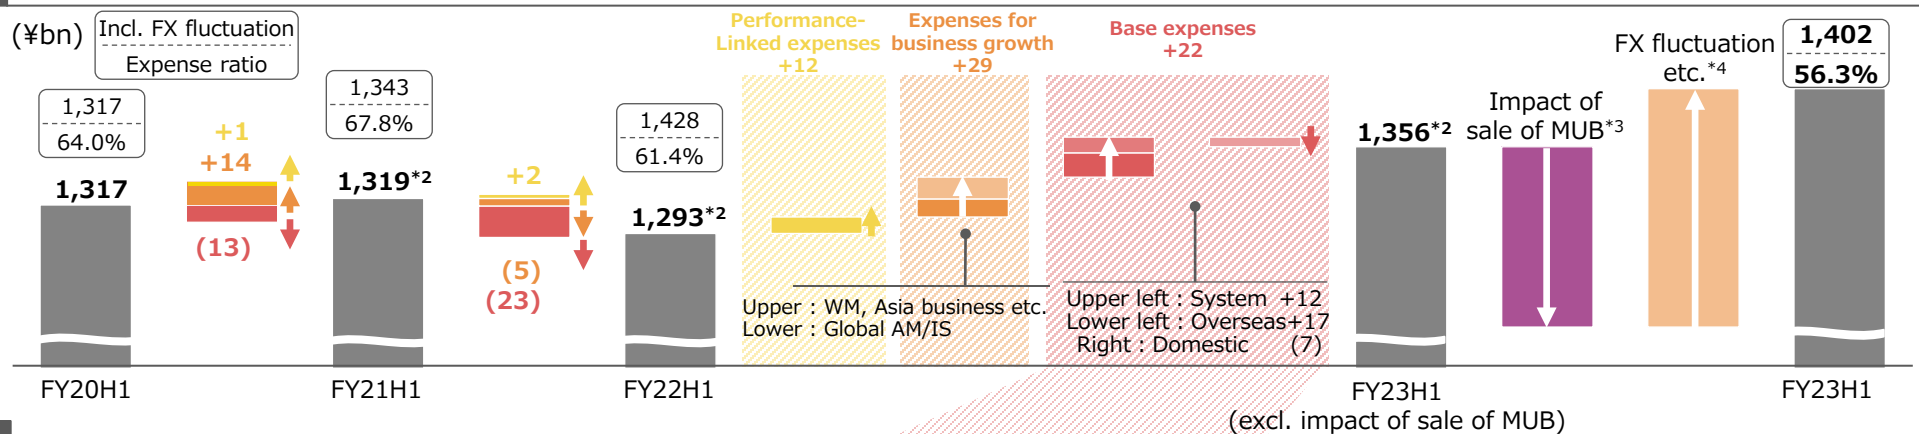 (¥bn)
Incl. FX fluctuation
Expense ratio
1,317
64.0%
1,317
+1
+14
(13)
1,343
67.8%
1,319*2
+2
(5)
(23)
1,428
61.4%
1,293*2
Performance-
Linked expenses
+12
Expenses for
business growth
+29
Base expenses
+22
Upper : WM, Asia business etc.
Lower : Global AM/IS
Upper left : System +12
Lower left : Overseas+17
Right : Domestic (7)
1,356*2
Impact of
sale of MUB*3
FX fluctuation
etc.*4
1,402
56.3%
FY20H1
FY21H1
FY22H1
FY23H1
(excl. impact of sale of MUB)
FY23H1